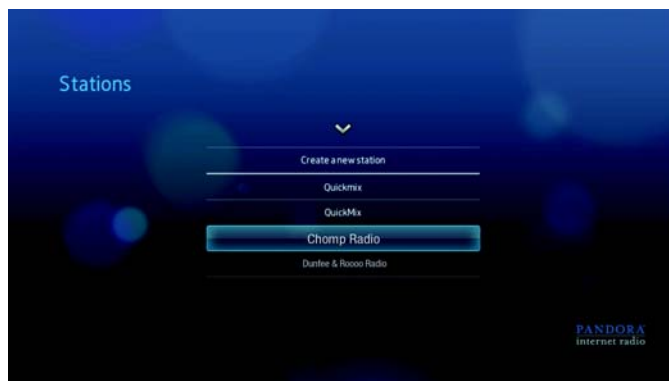 Stations
Create a new station
Quickmix
QuickMix
Chomp Radio
Dunfee & Roooo Radio
PANDORA
internet radio